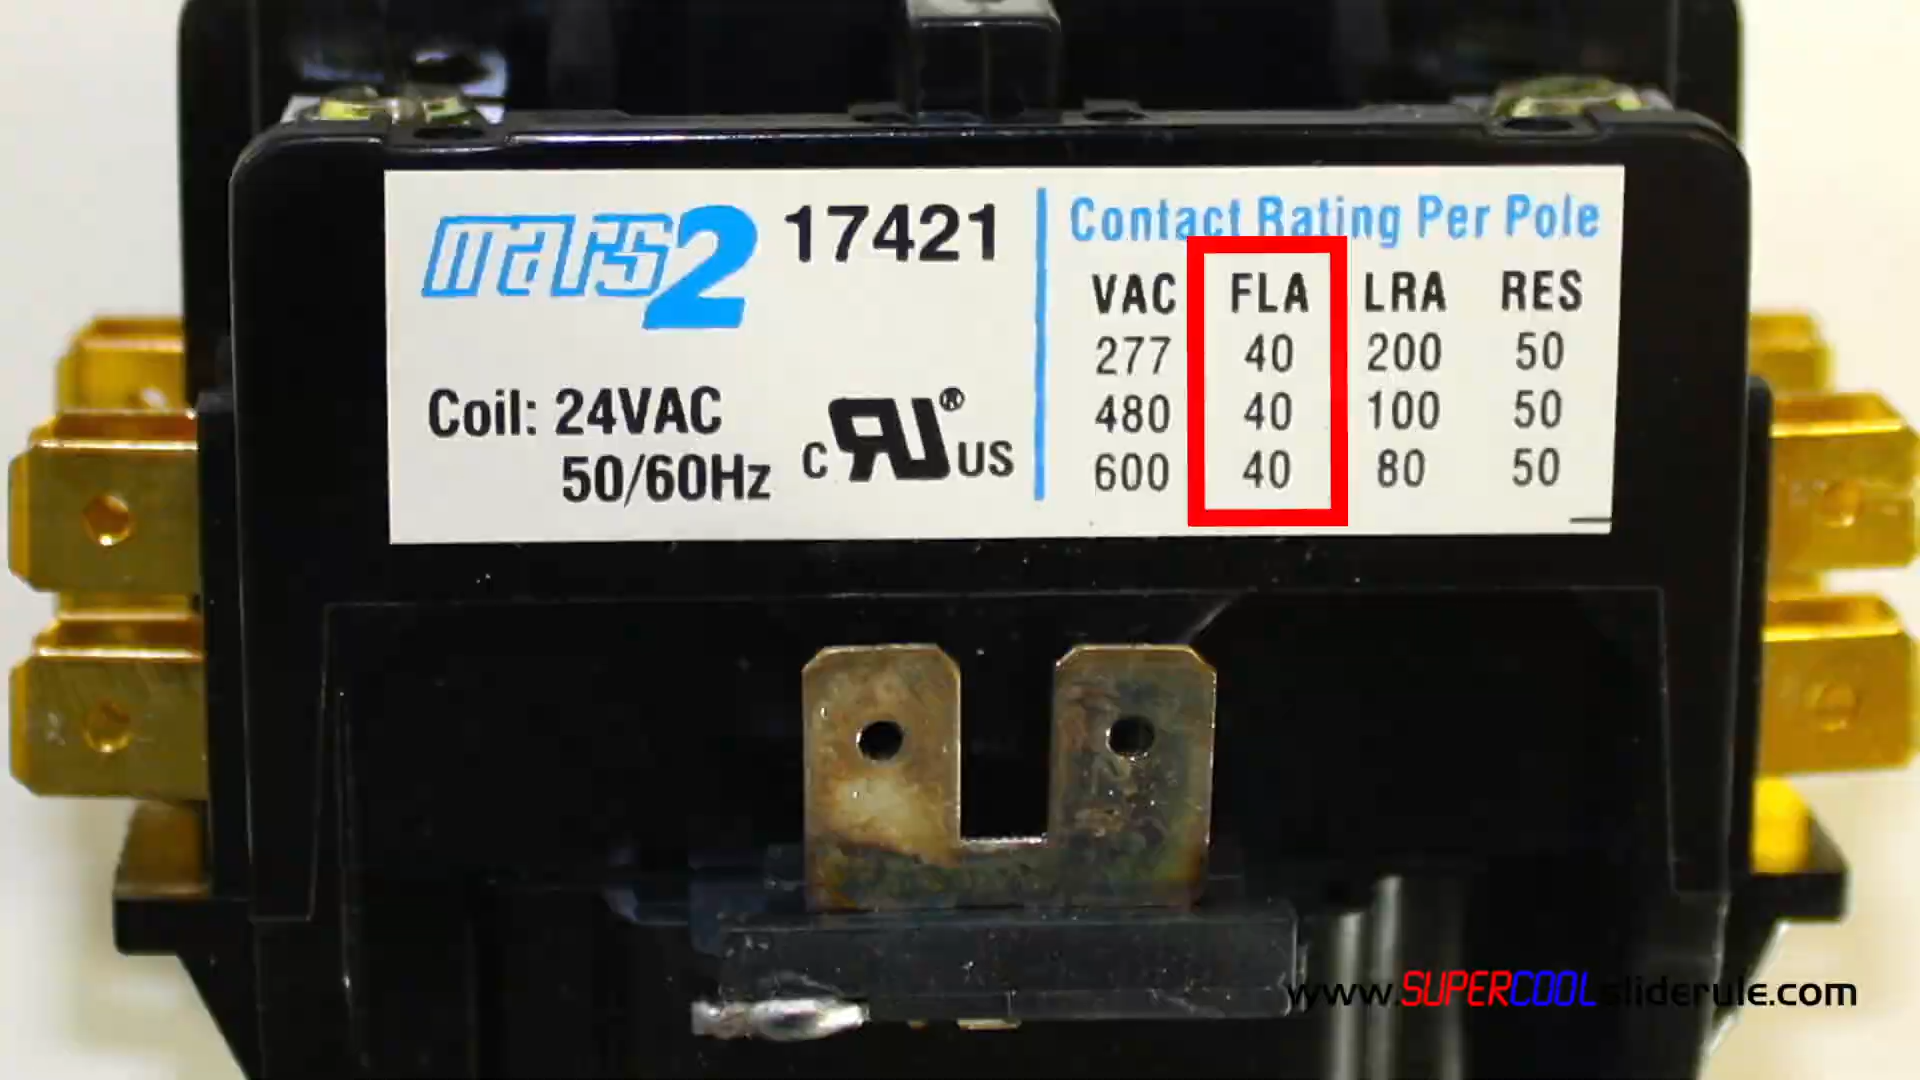 mars2 17421
Coil: 24VAC
50/60Hz
c RU® US
Contact Rating Per Pole
VAC FLA LRA RES
277 40 200 50
480 40 100 50
600 40 80 50
www.SUPERCOOLsliderule.com